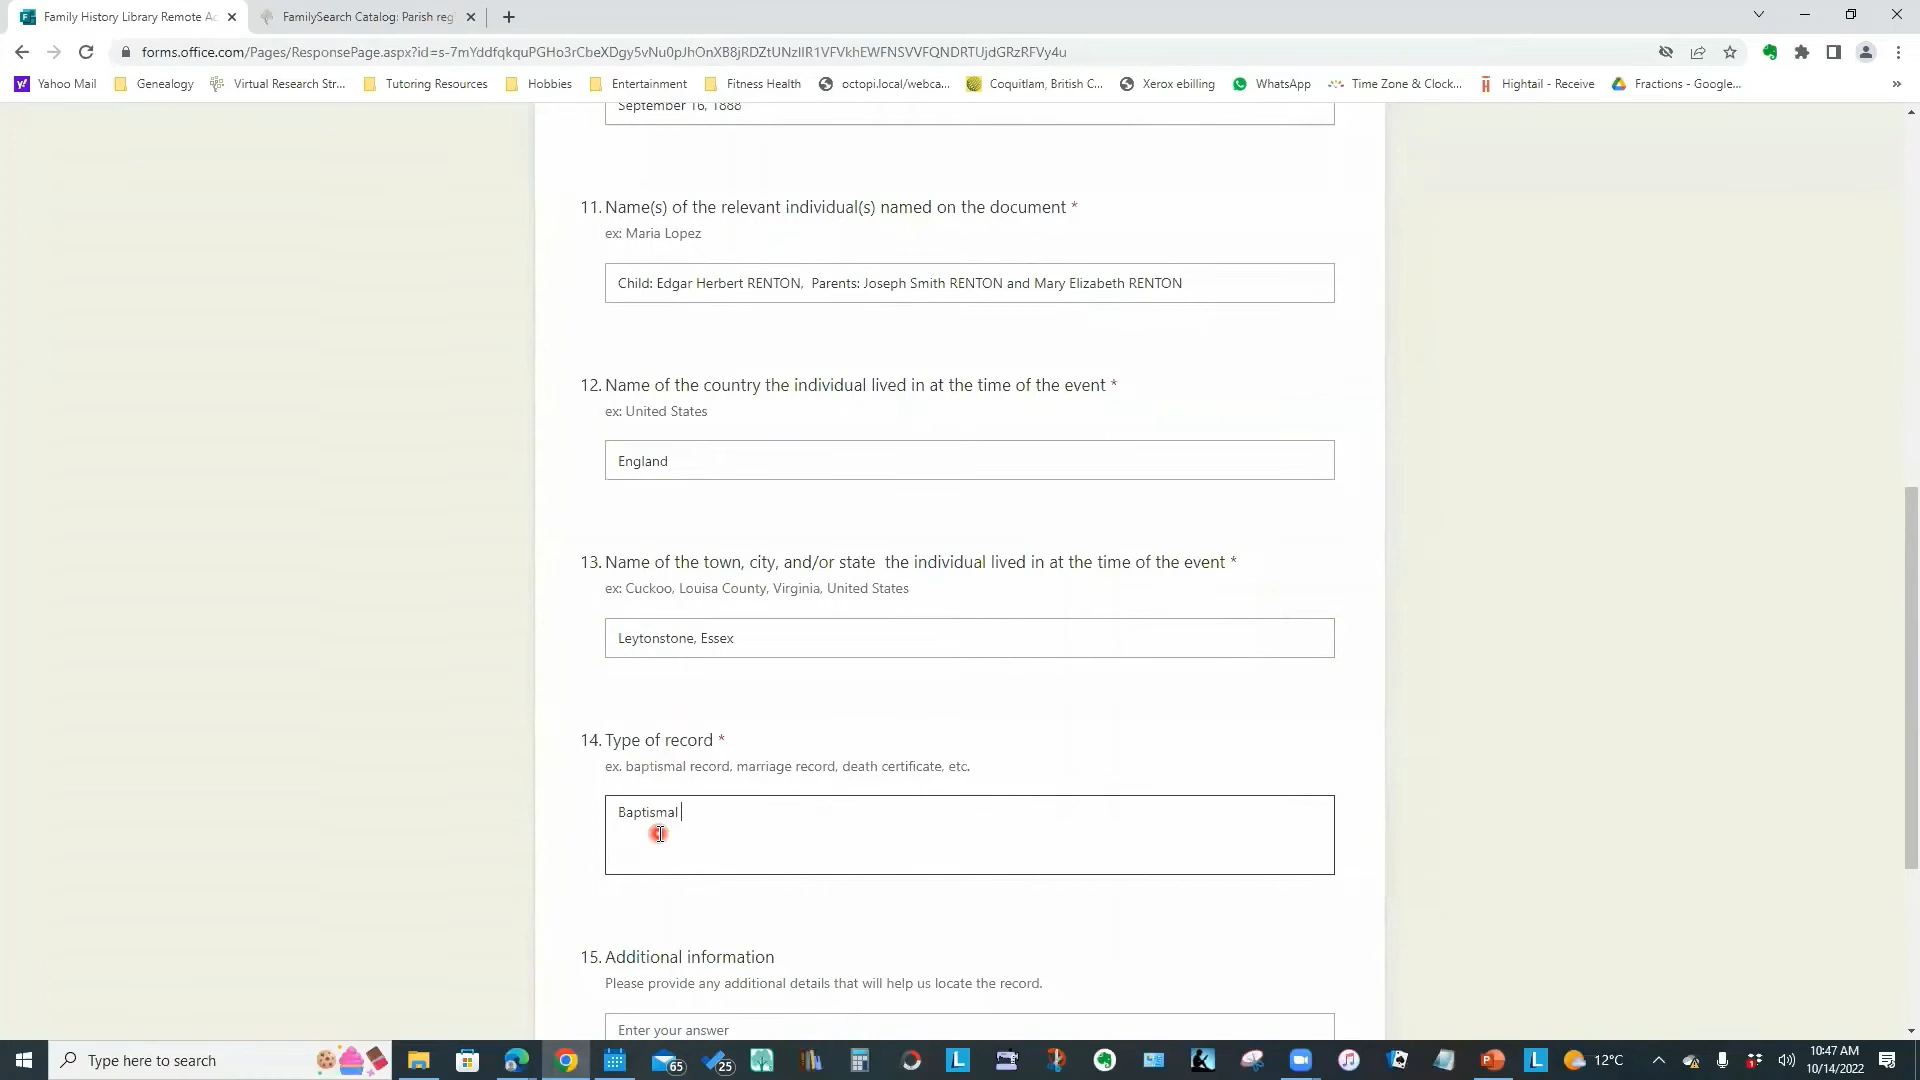 Family History Library Remote Ac
FamilySearch Catalog: Parish reg
forms.office.com/Pages/ResponsePage.aspx?id=s-7mYddfqkquPGHo3rCbeXDgy5vNu0pJhOnXB8jRDZtUNzlIR1VFVkhEWFNSVVFQNDRTUjdGRzRFVy4u
Yahoo Mail
Genealogy
Virtual Research Str...
Tutoring Resources
Hobbies
Entertainment
Fitness Health
octopi.local/webca...
Coquitlam, British C...
Xerox ebilling
WhatsApp
Time Zone & Clock...
Hightail - Receive
Fractions - Google...
»
September 16, 1888
11. Name(s) of the relevant individual(s) named on the document *
ex: Maria Lopez
Child: Edgar Herbert RENTON,  Parents: Joseph Smith RENTON and Mary Elizabeth RENTON
12. Name of the country the individual lived in at the time of the event *
ex: United States
England
13. Name of the town, city, and/or state  the individual lived in at the time of the event *
ex: Cuckoo, Louisa County, Virginia, United States
Leytonstone, Essex
14. Type of record *
ex. baptismal record, marriage record, death certificate, etc.
Baptismal
15. Additional information
Please provide any additional details that will help us locate the record.
Enter your answer
Type here to search
65
25
12°C
10:47 AM
10/14/2022